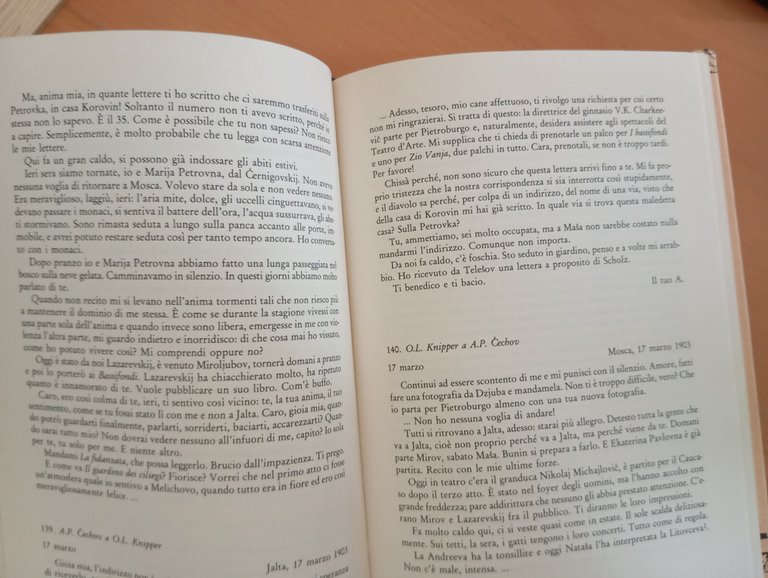 Ma, anima mia, in quante lettere ti ho scritto che ci saremmo trasferiti sulla
Petrovka, in casa Korovin! Soltanto il numero non ti avevo scritto, perché io
stessa non lo sapevo. È il 35. Come è possibile che tu non sapessi? Non riesco
a capire. Semplicemente, è molto probabile che tu legga con scarsa attenzione
le mie lettere.
Qui fa un gran caldo, si possono già indossare gli abiti estivi.
Ieri sera siamo tornate, io e Marija Petrovna, dal Černigovskij. Non avevo
nessuna voglia di ritornare a Mosca. Volevo stare da sola e non vedere nessuno.
Era meraviglioso, laggiù, ieri: l'aria mite, dolce, gli uccelli cinguettavano, si ve-
devano passare i monaci, si sentiva il battere dell'ora, l'acqua sussurrava, gli abe-
ti stormivano. Sono rimasta seduta a lungo sulla panca accanto alle porte, im-
mobile, e avrei potuto restare seduta così per tanto tempo ancora. Ho conversa-
to con i monaci.
Dopo pranzo io e Marija Petrovna abbiamo fatto una lunga passeggiata nel
bosco sulla neve gelata. Camminavamo in silenzio. In questi giorni abbiamo molto
parlato di te.
Quando non recito mi si levano nell'anima tormenti tali che non riesco più
a mantenere il dominio di me stessa. È come se durante la stagione vivessi con
una parte sola dell'anima e quando invece sono libera, emergesse in me con vio-
lenza l'altra parte, mi guardo indietro e inorridisco: di che cosa mai ho vissuto,
come ho potuto vivere così? Mi comprendi oppure no?
Oggi è stato da noi Lazarevskij, è venuto Miroljubov, tornerà domani a pranzo
e poi lo porterò ai Bassifondi. Lazarevskij ha chiacchierato molto, ha ripetuto
quanto è innamorato di te. Vuole pubblicare un suo libro. Com'è buffo.
Caro, ero così colma di te, ieri, ti sentivo così vicino: te, la tua anima, il tuo
sentimento, come se tu fossi stato lì con me e non a Jalta. Caro, gioia mia, quan-
do potrò guardarti finalmente, parlarti, sorriderti, baciarti, accarezzarti? Quan-
do sarai tutto mio? Non dovrai vedere nessuno all'infuori di me, capito? Io sola
per te, tu solo per me. E niente altro.
Mandami La fidanzata, che possa leggerlo. Brucio dall'impazienza. Ti prego.
E come va Il giardino dei ciliegi? Fiorisce? Vorrei che nel primo atto ci fosse
un'atmosfera quale io sentivo a Melichovo, quando tutto era in fiore ed ero così
meravigliosamente felice. ...
139. A.P. Čechov a O.L. Knipper
17 marzo
Jalta, 17 marzo 1903
Gioia mia, l'indirizzo non
speranza
... Adesso, tesoro, mio cane affettuoso, ti rivolgo una richiesta per cui certo
non mi ringrazierai. Si tratta di questo: la direttrice del ginnasio V.K. Charkee-
vič parte per Pietroburgo e, naturalmente, desidera assistere agli spettacoli del
Teatro d'Arte. Mi supplica che ti chieda di prenotarle un palco per I bassifondi
e uno per Zio Vanja, due palchi in tutto. Cara, prenotali, se non è troppo tardi.
Per favore!
Chissà perché, non sono sicuro che questa lettera arrivi fino a te. Mi fa pro-
prio tristezza che la nostra corrispondenza si sia interrotta così stupidamente,
e il diavolo sa perché, per colpa di un indirizzo, del nome di una via, visto che
della casa di Korovin mi hai già scritto. In quale via si trova questa maledetta
casa? Sulla Petrovka?
Tu, ammettiamo, sei molto occupata, ma a Maša non sarebbe costato nulla
mandarmi l'indirizzo. Comunque non importa.
Da noi fa caldo, c'è foschia. Sto seduto in giardino, penso e a volte mi arrab-
bio. Ho ricevuto da Telešov una lettera a proposito di Scholz.
Ti benedico e ti bacio.
Il tuo A.
140. O.L. Knipper a A.P. Čechov
Mosca, 17 marzo 1903
17 marzo
Continui ad essere scontento di me e mi punisci con il silenzio. Amore, fatti
fare una fotografia da Dzjuba e mandamela. Non ti è troppo difficile, vero? Che
io parta per Pietroburgo almeno con una tua nuova fotografia.
... Non ho nessuna voglia di andare!
Tutti si ritrovano a Jalta, adesso: starai più allegro. Detesto tutta la gente che
va a Jalta, cioè non proprio perché va a Jalta, ma perché viene da te. Domani
parte Mirov, sabato Maša. Bunin si prepara a farlo. E Ekaterina Pavlovna è già
partita. Recito con le mie ultime forze.
Oggi in teatro c'era il granduca Nikolaj Michajlovič, è partito per il Cauca-
so dopo il terzo atto. È stato nel foyer degli uomini, ma l'hanno accolto con
grande freddezza; pare addirittura che nessuno gli abbia prestato attenzione. C'e-
rano Mirov e Lazarevskij fra il pubblico. Ti diranno le loro impressioni.
Fa molto caldo qui, ci si veste quasi come in estate. Il sole scalda deliziosa-
mente. Sui tetti, la sera, i gatti tengono i loro concerti. Tutto come di regola.
La Andreeva ha la tonsillite e oggi Nataša l'ha interpretata la Litovceva.
Non c'è male, intensa. ...